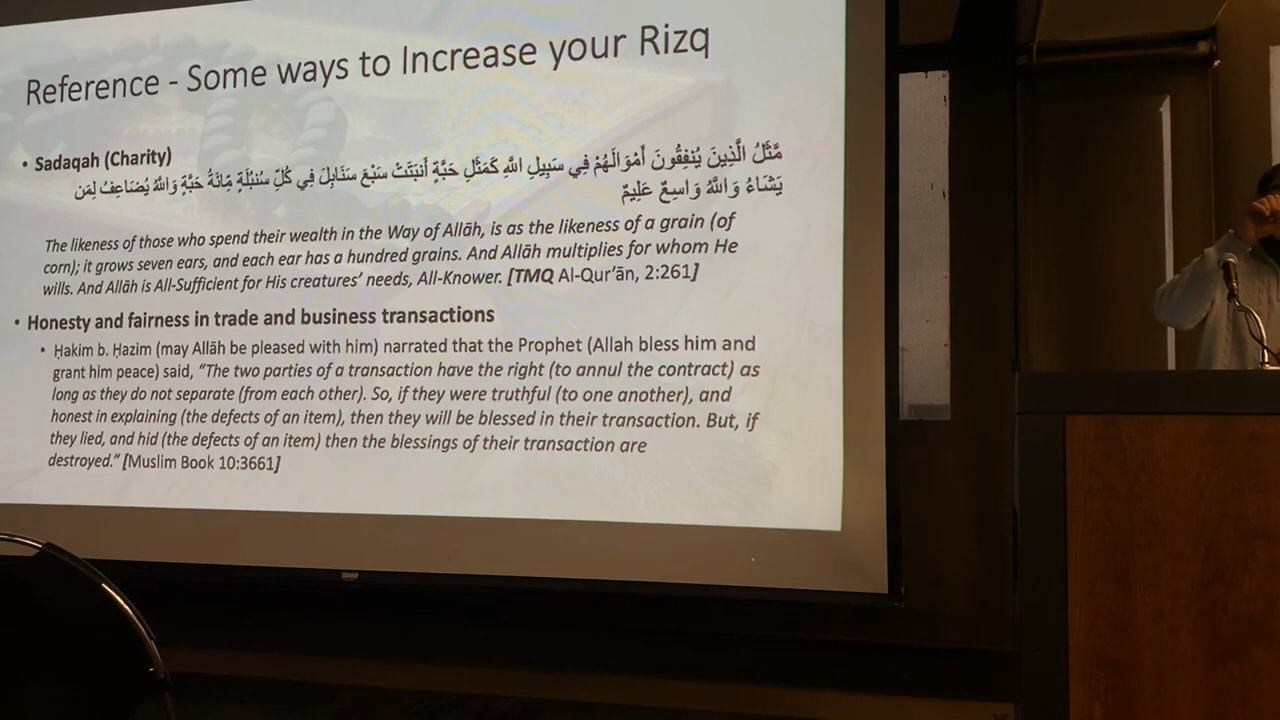 Reference - Some ways to Increase your Rizq
• Sadaqah (Charity)
مَّثَلُ الَّذِينَ يُنفِقُونَ أَمْوَالَهُمْ فِي سَبِيلِ اللَّهِ كَمَثَلِ حَبَّةٍ أَنبَتَتْ سَبْعَ سَنَابِلَ فِي كُلِّ سُنبُلَةٍ مِّائَةُ حَبَّةٍ وَاللَّهُ يُضَاعِفُ لِمَن
يَشَاءُ وَاللَّهُ وَاسِعٌ عَلِيمٌ
The likeness of those who spend their wealth in the Way of Allāh, is as the likeness of a grain (of
corn); it grows seven ears, and each ear has a hundred grains. And Allāh multiplies for whom He
wills. And Allāh is All-Sufficient for His creatures’ needs, All-Knower. [TMQ Al-Qur’ān, 2:261]
• Honesty and fairness in trade and business transactions
• Ḥakim b. Ḥazim (may Allāh be pleased with him) narrated that the Prophet (Allah bless him and
grant him peace) said, “The two parties of a transaction have the right (to annul the contract) as
long as they do not separate (from each other). So, if they were truthful (to one another), and
honest in explaining (the defects of an item), then they will be blessed in their transaction. But, if
they lied, and hid (the defects of an item) then the blessings of their transaction are
destroyed.” [Muslim Book 10:3661]